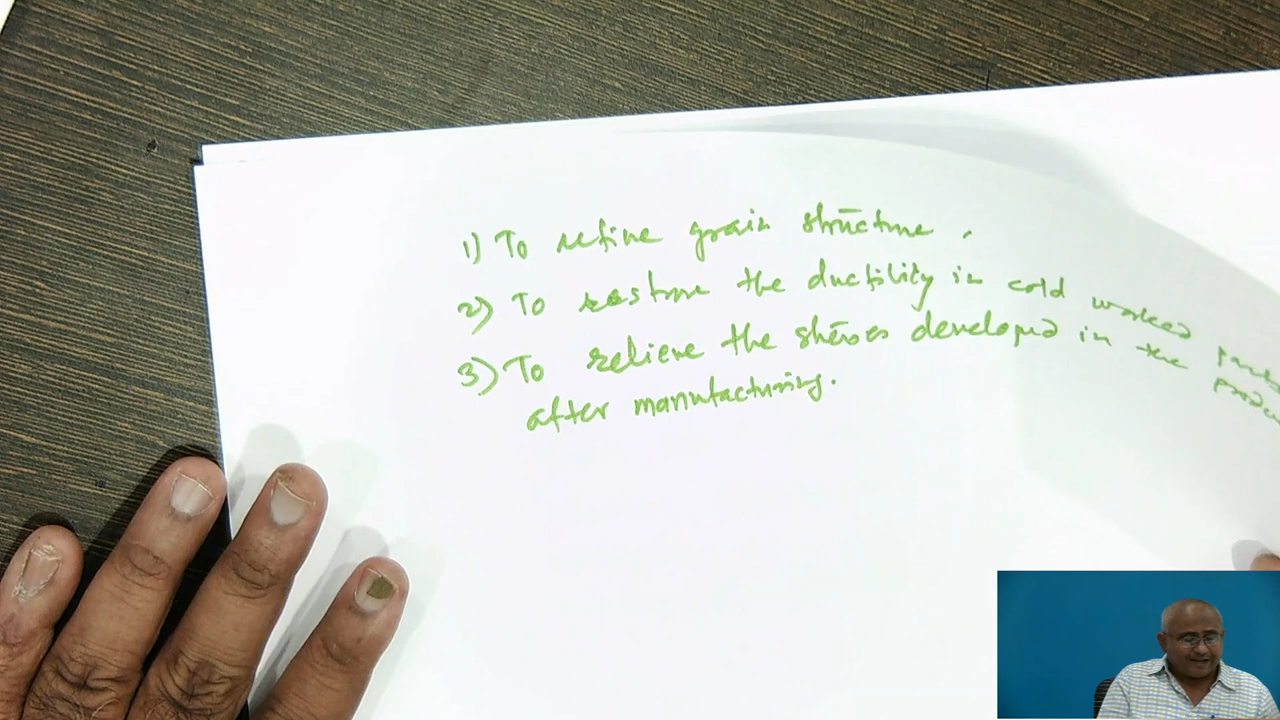 1) To refine grain structure.
2) To restore the ductility in cold worked parts
3) To relieve the stresses developed in the
after manufacturing.